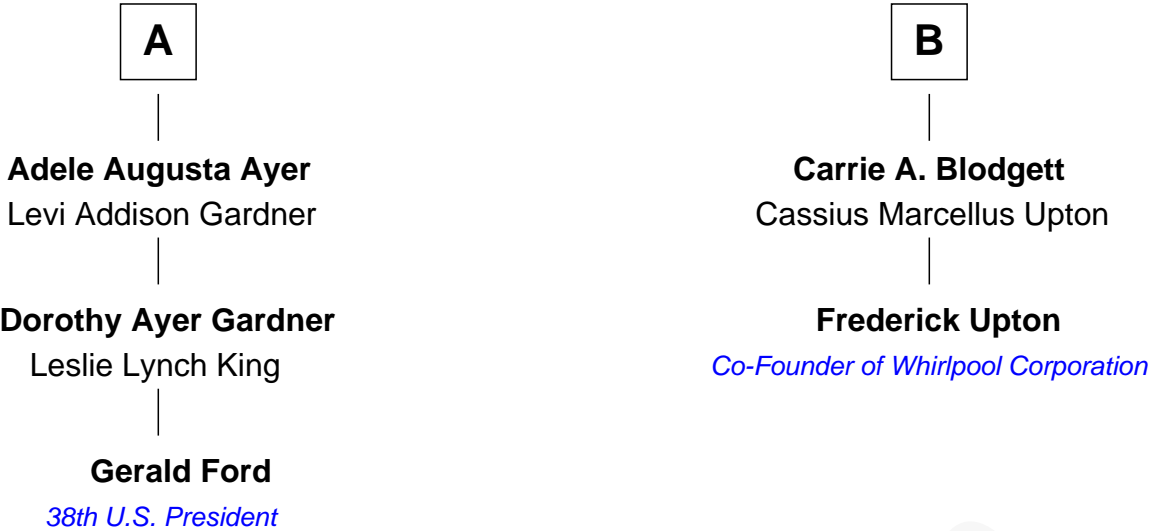 A
Adele Augusta Ayer
Levi Addison Gardner
Dorothy Ayer Gardner
Leslie Lynch King
Gerald Ford
38th U.S. President
B
Carrie A. Blodgett
Cassius Marcellus Upton
Frederick Upton
Co-Founder of Whirlpool Corporation